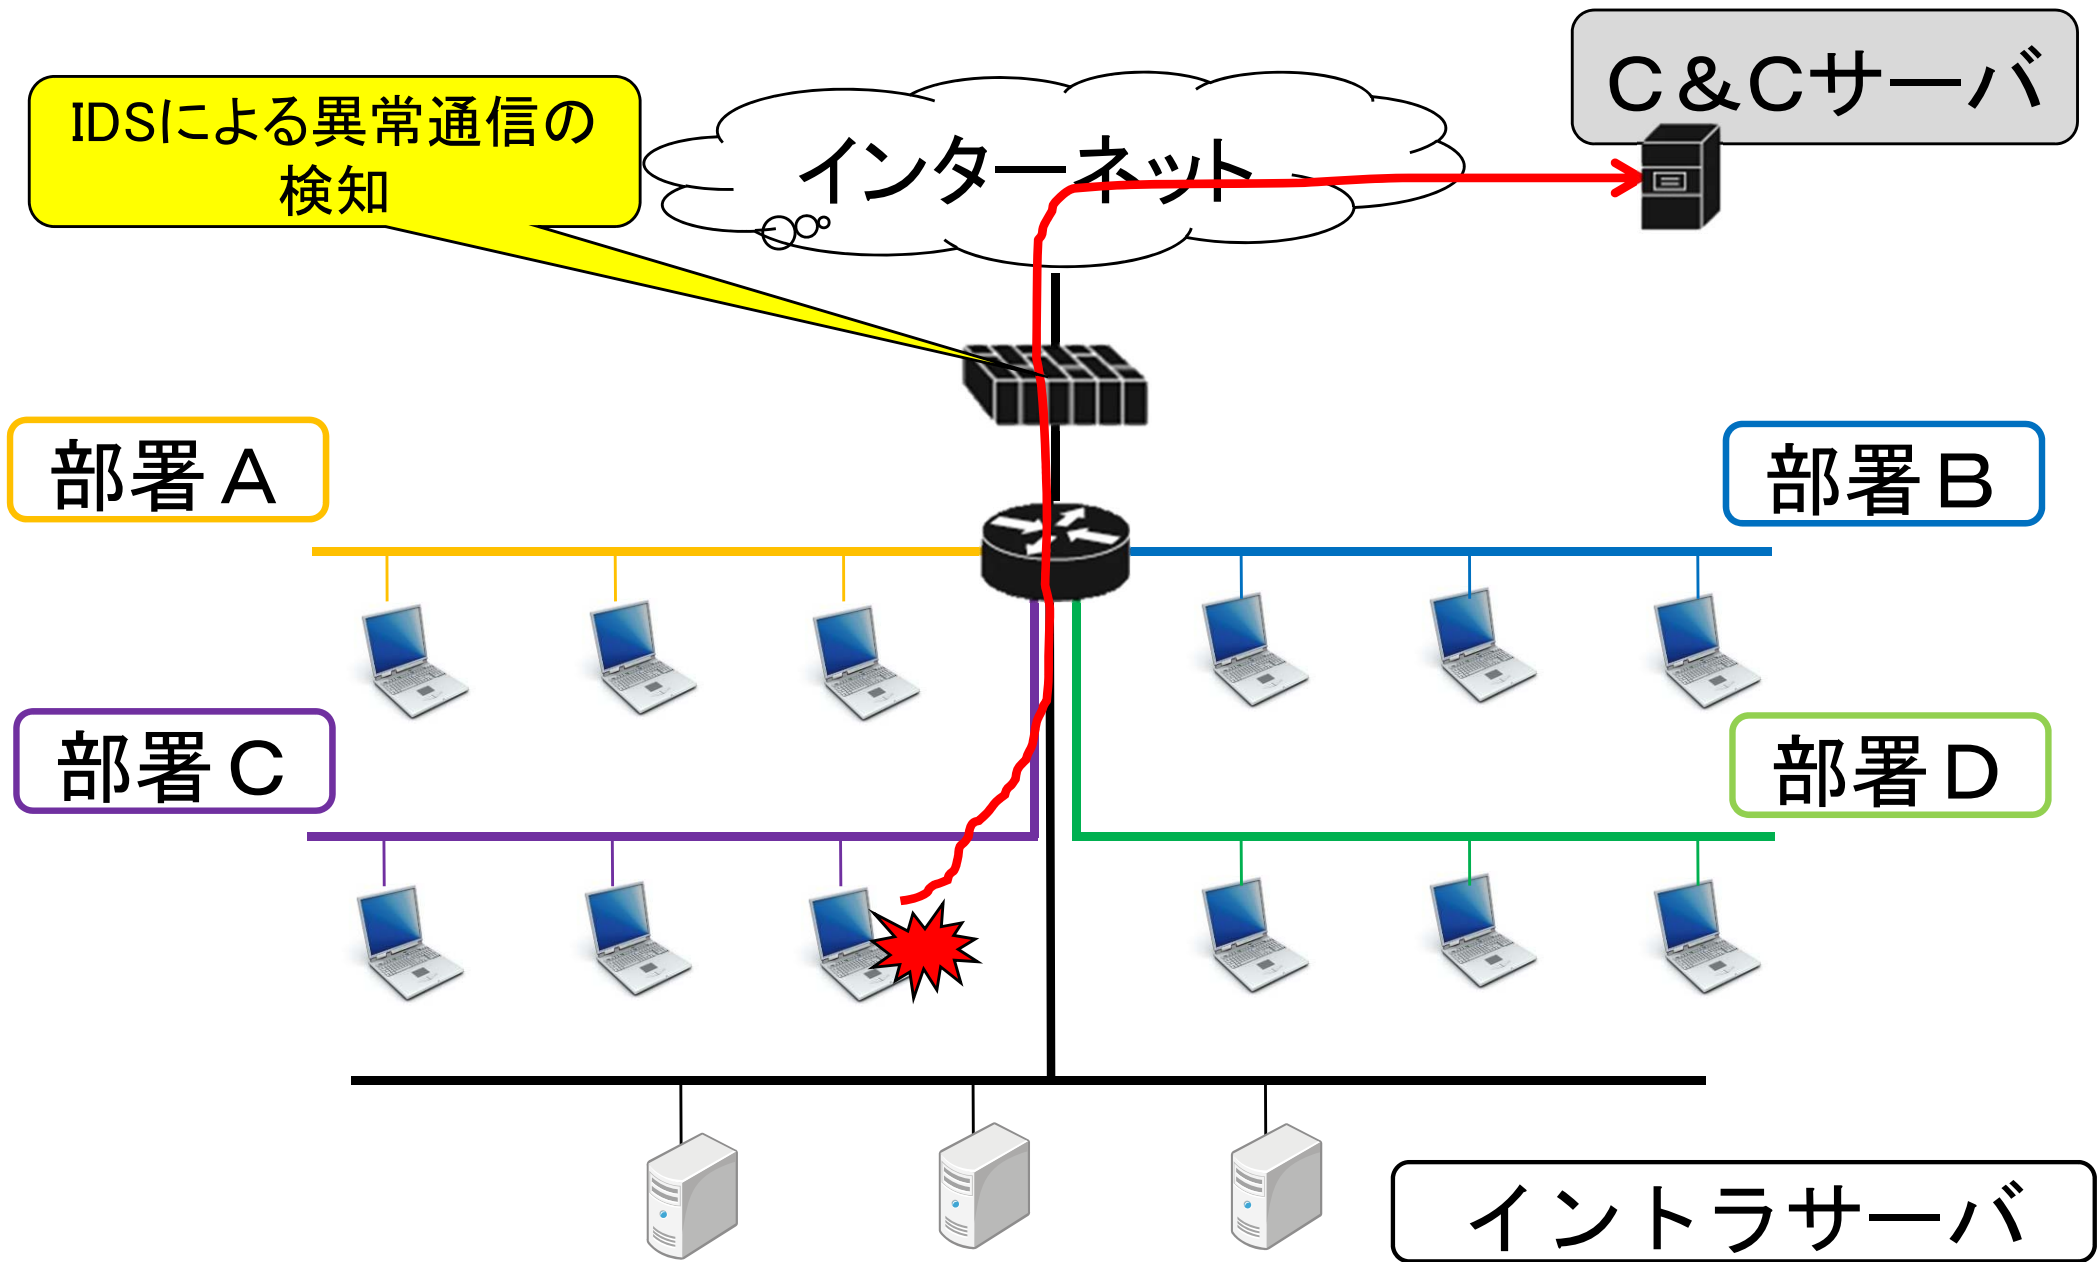 C&Cサーバ
IDSによる異常通信の
検知
インターネット
部署A
部署B
部署C
部署D
イントラサーバ